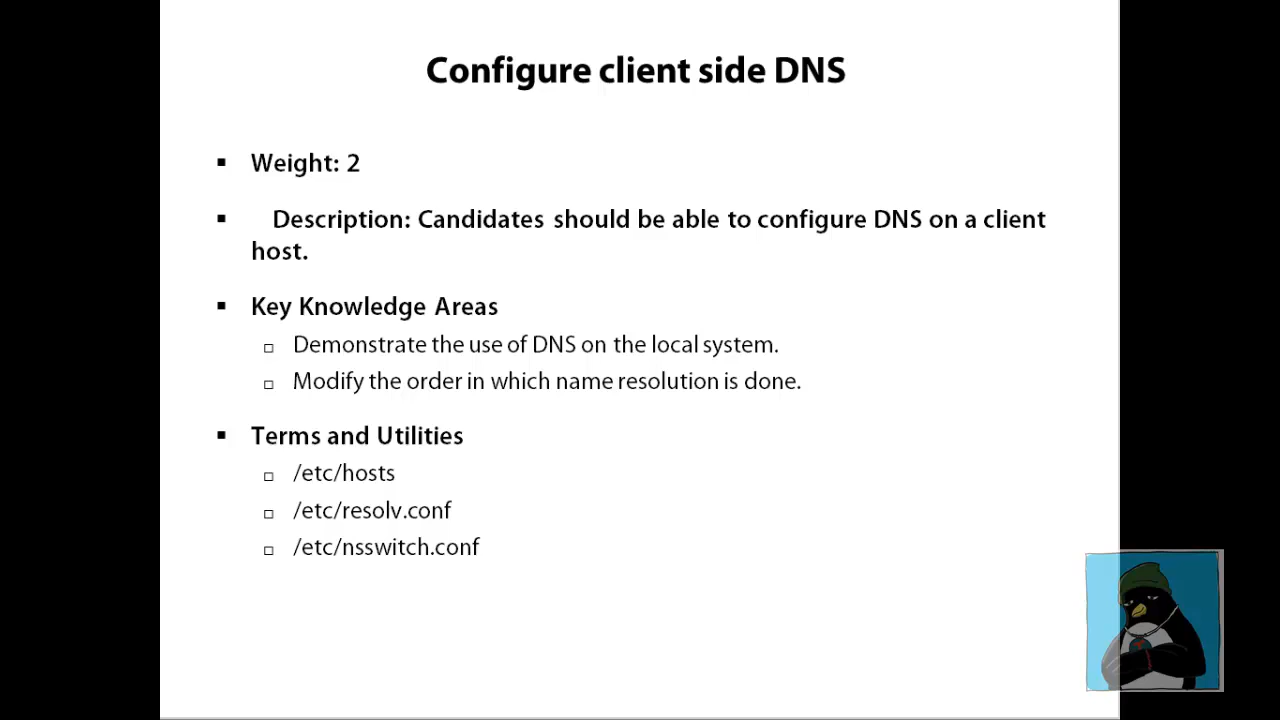 Configure client side DNS
Weight: 2
Description: Candidates should be able to configure DNS on a client
host.
Key Knowledge Areas
Demonstrate the use of DNS on the local system.
Modify the order in which name resolution is done.
Terms and Utilities
/etc/hosts
/etc/resolv.conf
/etc/nsswitch.conf